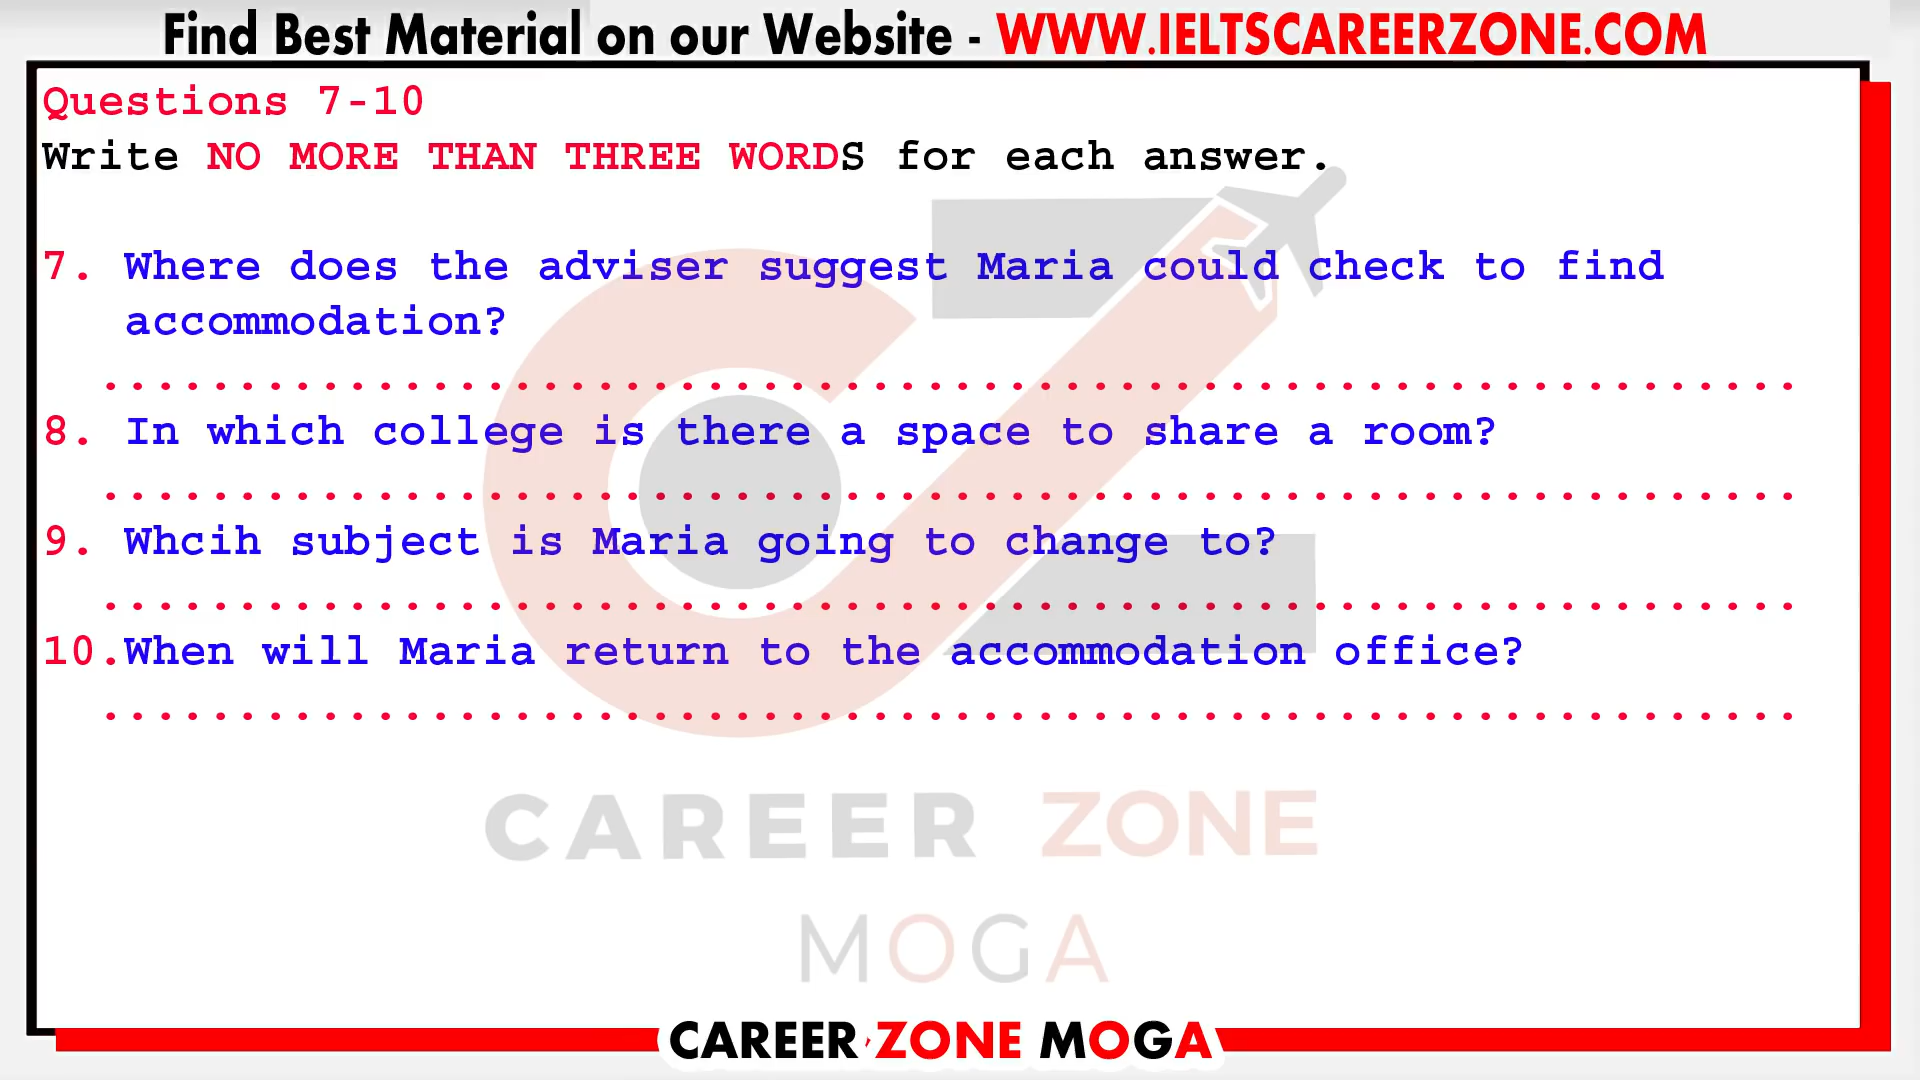 Find Best Material on our Website - WWW.IELTSCAREERZONE.COM
Questions 7-10
Write NO MORE THAN THREE WORDS for each answer.
7. Where does the adviser suggest Maria could check to find
accommodation?
..............................................................
8. In which college is there a space to share a room?
..............................................................
9. Whcih subject is Maria going to change to?
..............................................................
10.When will Maria return to the accommodation office?
..............................................................
CAREER ZONE
MOGA
CAREER ZONE MOGA